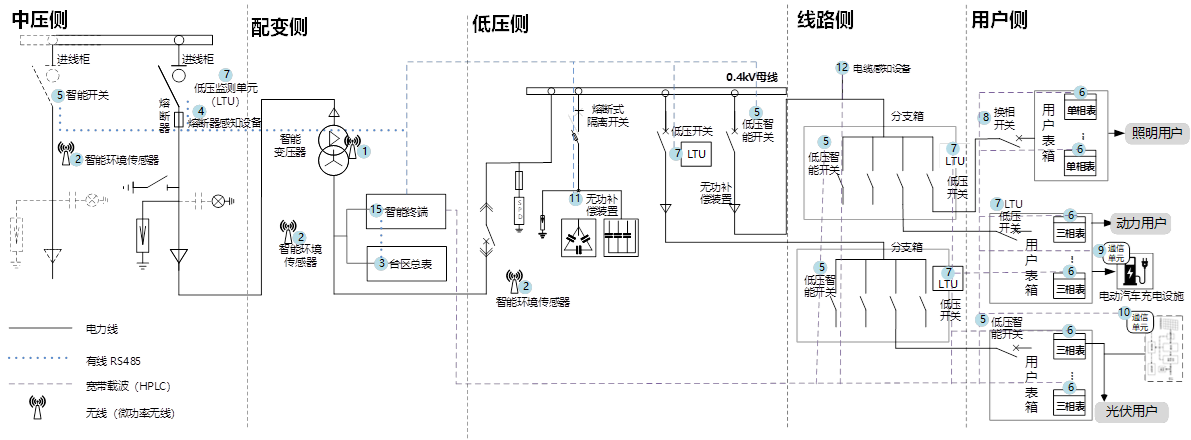 中压侧
配变侧
低压侧
线路侧
用户侧
进线柜
进线柜
5
智能开关
7
低压监测单元
（LTU）
4
熔断器感知设备
熔断器
2
智能环境传感器
智能
变压器
1
2
智能环境
传感器
15
智能终端
3
台区总表
SPD
2
智能环境传感器
0.4kV母线
熔断式
隔离开关
11
无功补
偿装置
低压开关
7
LTU
5
低压智
能开关
无功补
偿装置
12
电缆感知设备
分支箱
5
低压智
能开关
7
LTU
低压
开关
分支箱
5
低压智
能开关
7
LTU
低压
开关
8
换相
开关
用户表箱
6
单相表
6
单相表
照明用户
7
LTU
低压
开关
用户表箱
6
三相表
6
三相表
动力用户
9
通信
单元
电动汽车充电设施
5
低压智
能开关
用户表箱
6
三相表
6
三相表
10
通信
单元
光伏用户
电力线
有线 RS485
宽带载波（HPLC）
无线（微功率无线）